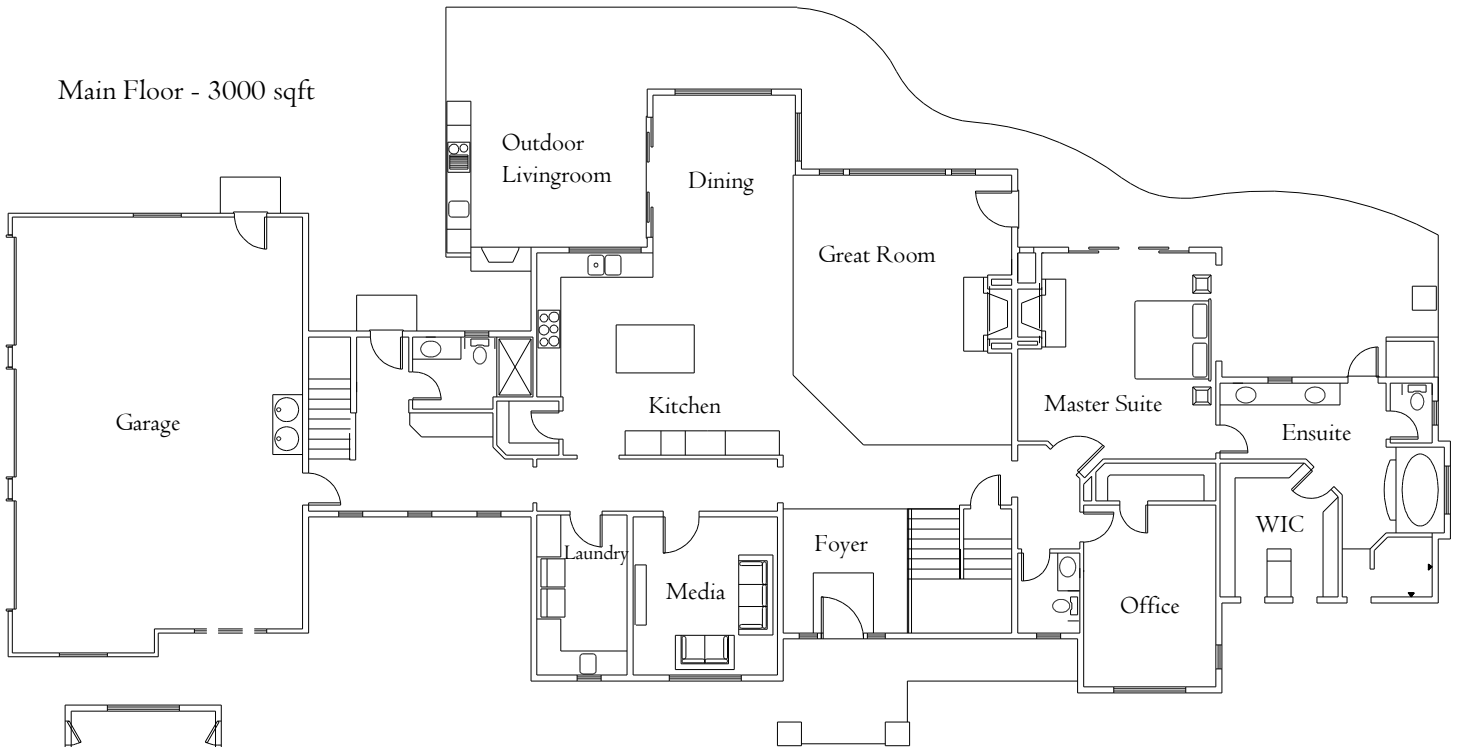 Main Floor - 3000 sqft
Outdoor
Livingroom
Dining
Great Room
Garage
Kitchen
Master Suite
Ensuite
WIC
Foyer
Laundry
Media
Office